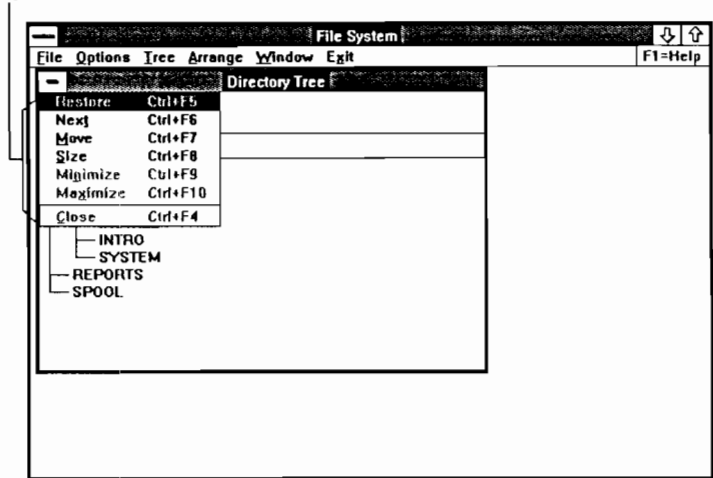 File System
File Options Tree Arrange Window Exit F1=Help
Directory Tree
Restore Ctrl+F5
Next Ctrl+F6
Move Ctrl+F7
Size Ctrl+F8
Minimize Ctrl+F9
Maximize Ctrl+F10
Close Ctrl+F4
INTRO
SYSTEM
REPORTS
SPOOL